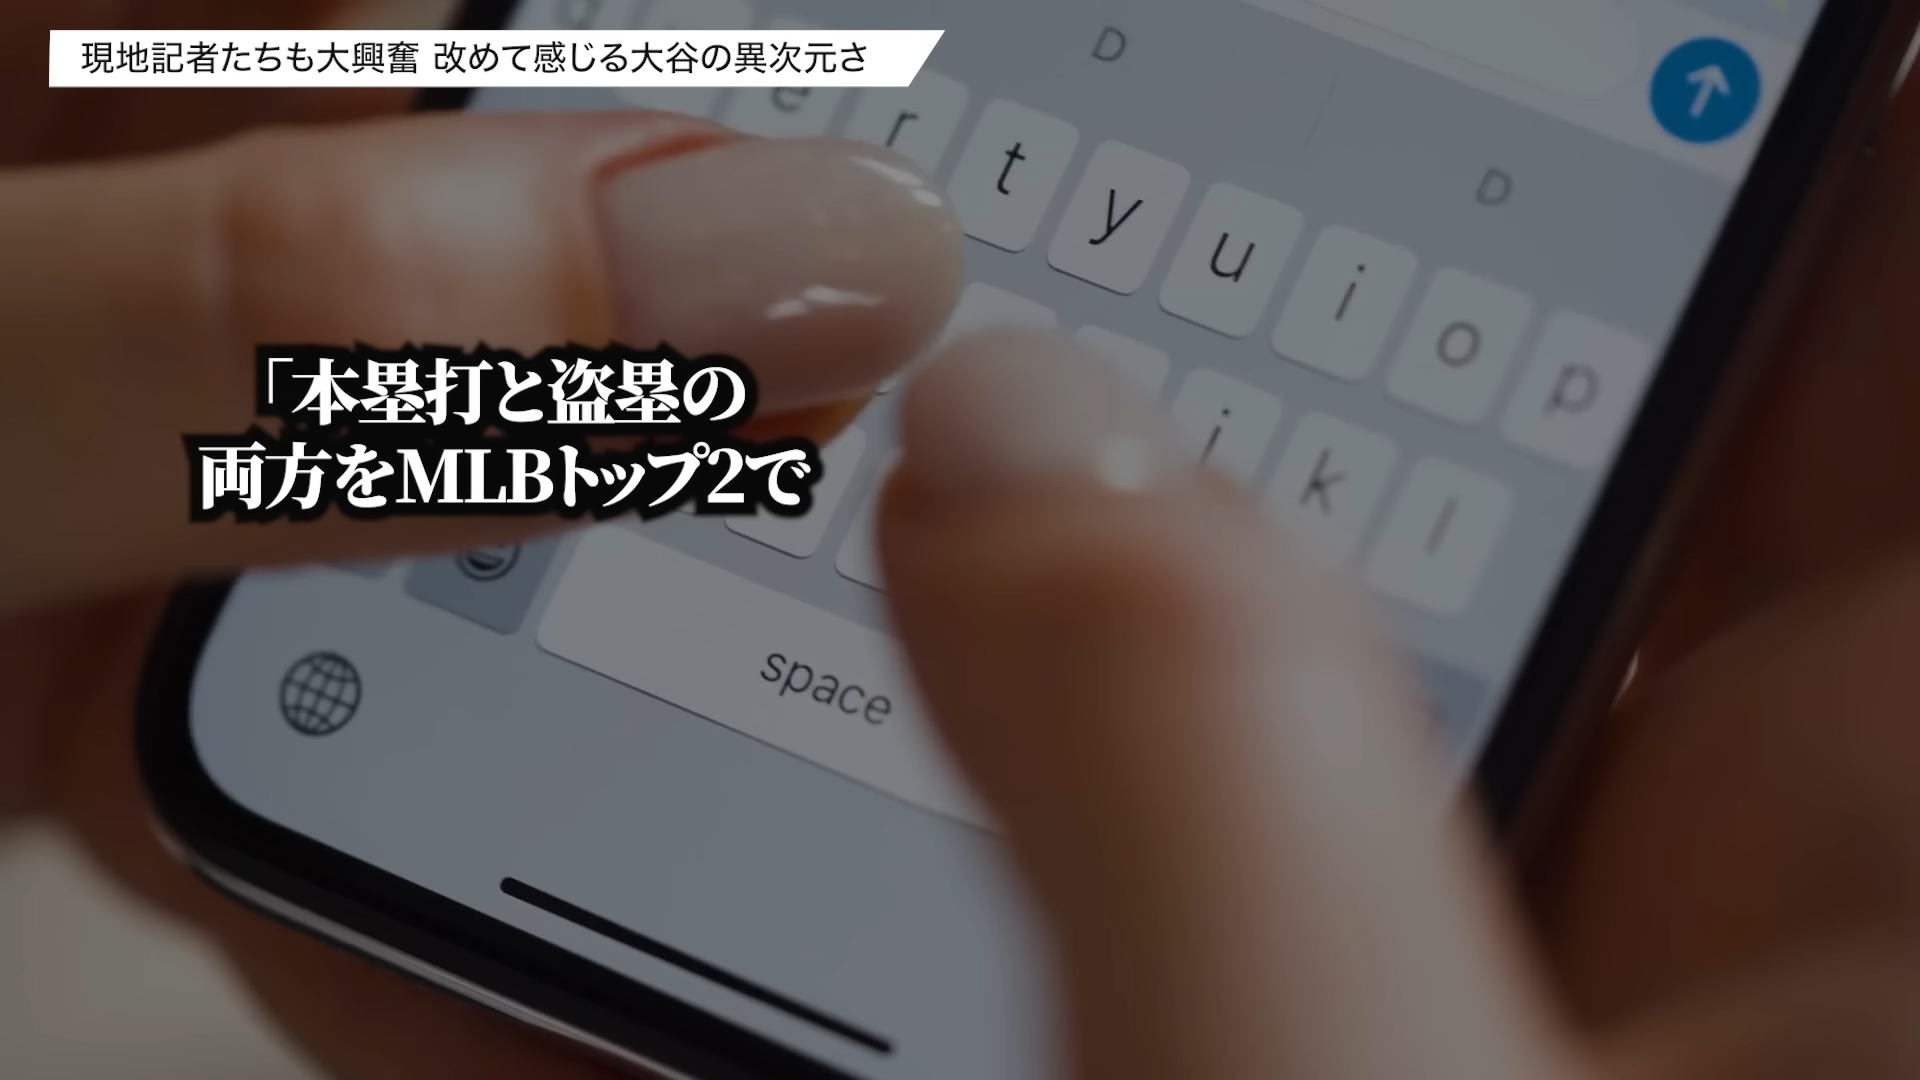 現地記者たちも大興奮 改めて感じる大谷の異次元さ
D
D
e r t y u i o p
j k l
「本塁打と盗塁の
両方をMLBトップ2で
space